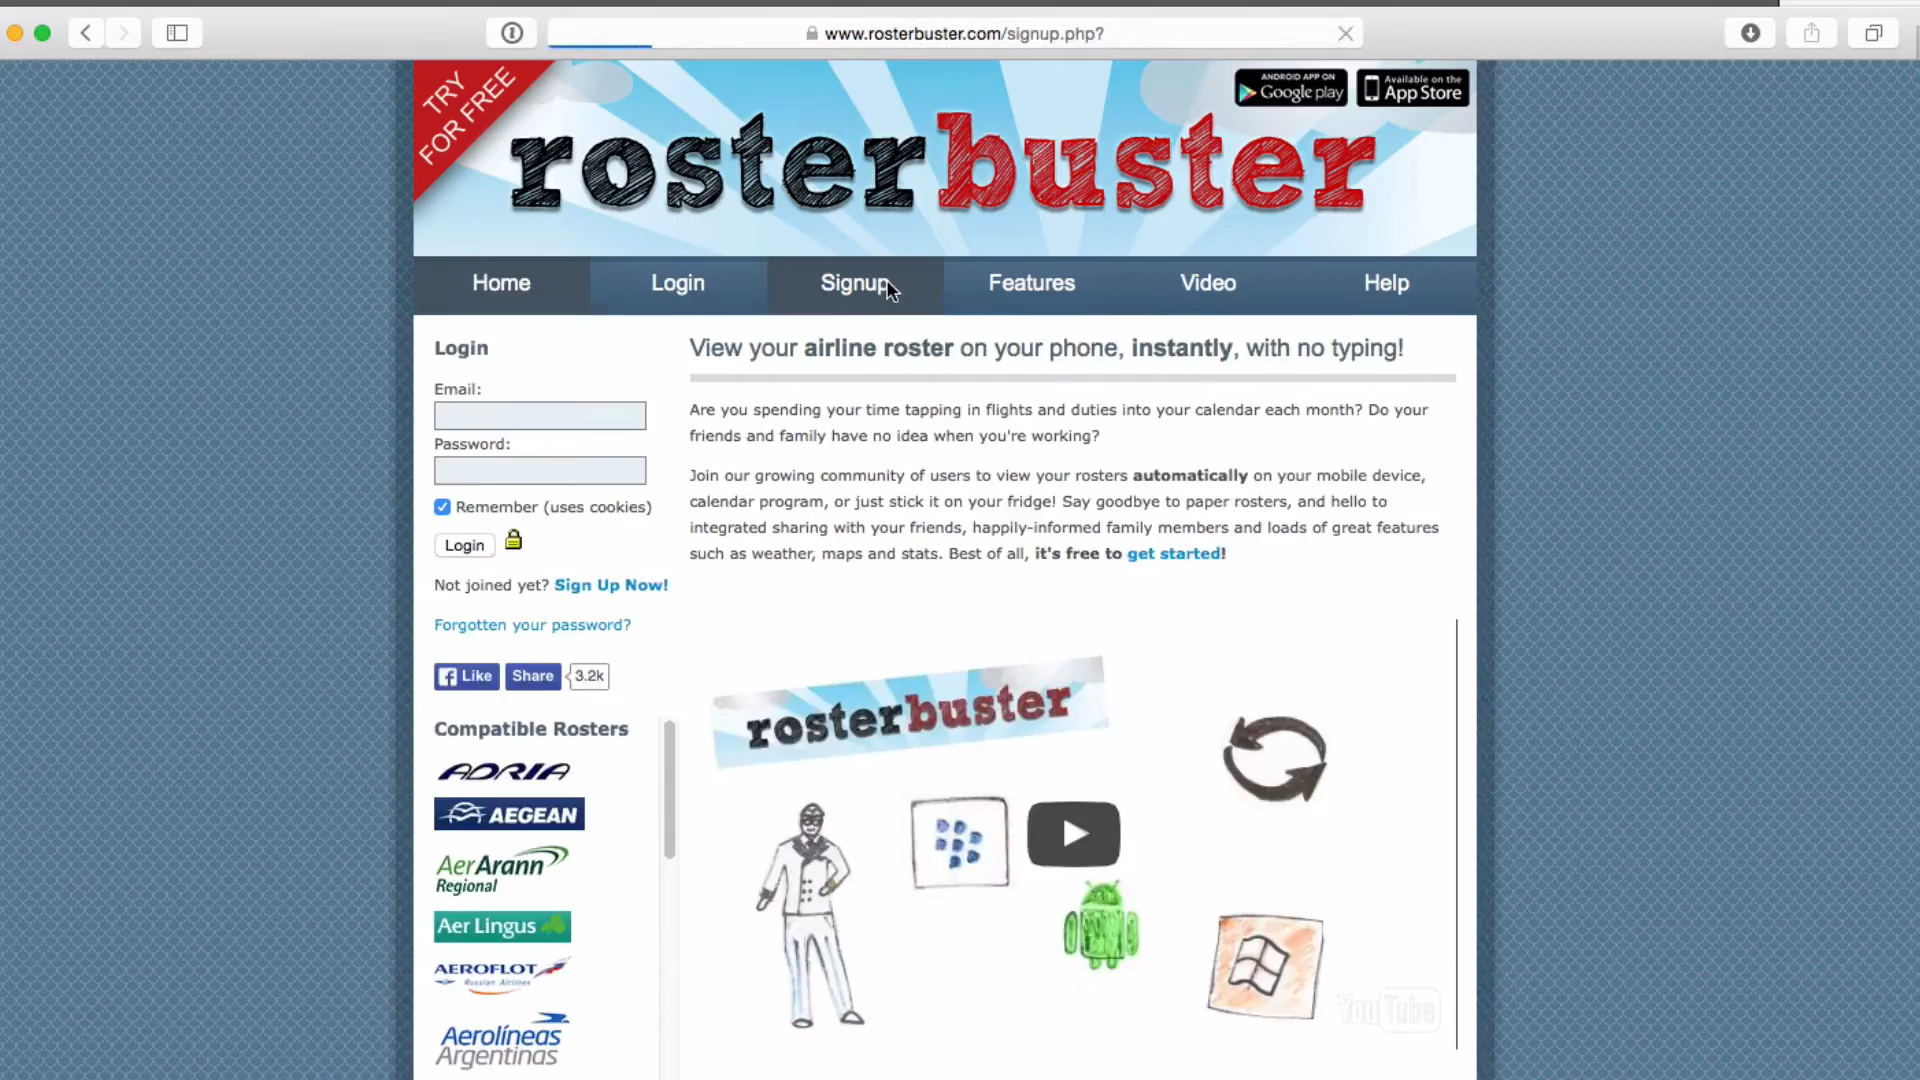 www.rosterbuster.com/signup.php?
TRY
FOR FREE
rosterbuster
ANDROID APP ON
Google play
Available on the
App Store
Home
Login
Signup
Features
Video
Help
Login
Email:
Password:
Remember (uses cookies)
Login
Not joined yet? Sign Up Now!
Forgotten your password?
Like
Share
3.2k
Compatible Rosters
ADRIA
AEGEAN
AerArann
Regional
Aer Lingus
AEROFLOT
Russian Airlines
Aerolíneas
Argentinas
View your airline roster on your phone, instantly, with no typing!
Are you spending your time tapping in flights and duties into your calendar each month? Do your
friends and family have no idea when you're working?
Join our growing community of users to view your rosters automatically on your mobile device,
calendar program, or just stick it on your fridge! Say goodbye to paper rosters, and hello to
integrated sharing with your friends, happily-informed family members and loads of great features
such as weather, maps and stats. Best of all, it's free to get started!
rosterbuster
YouTube